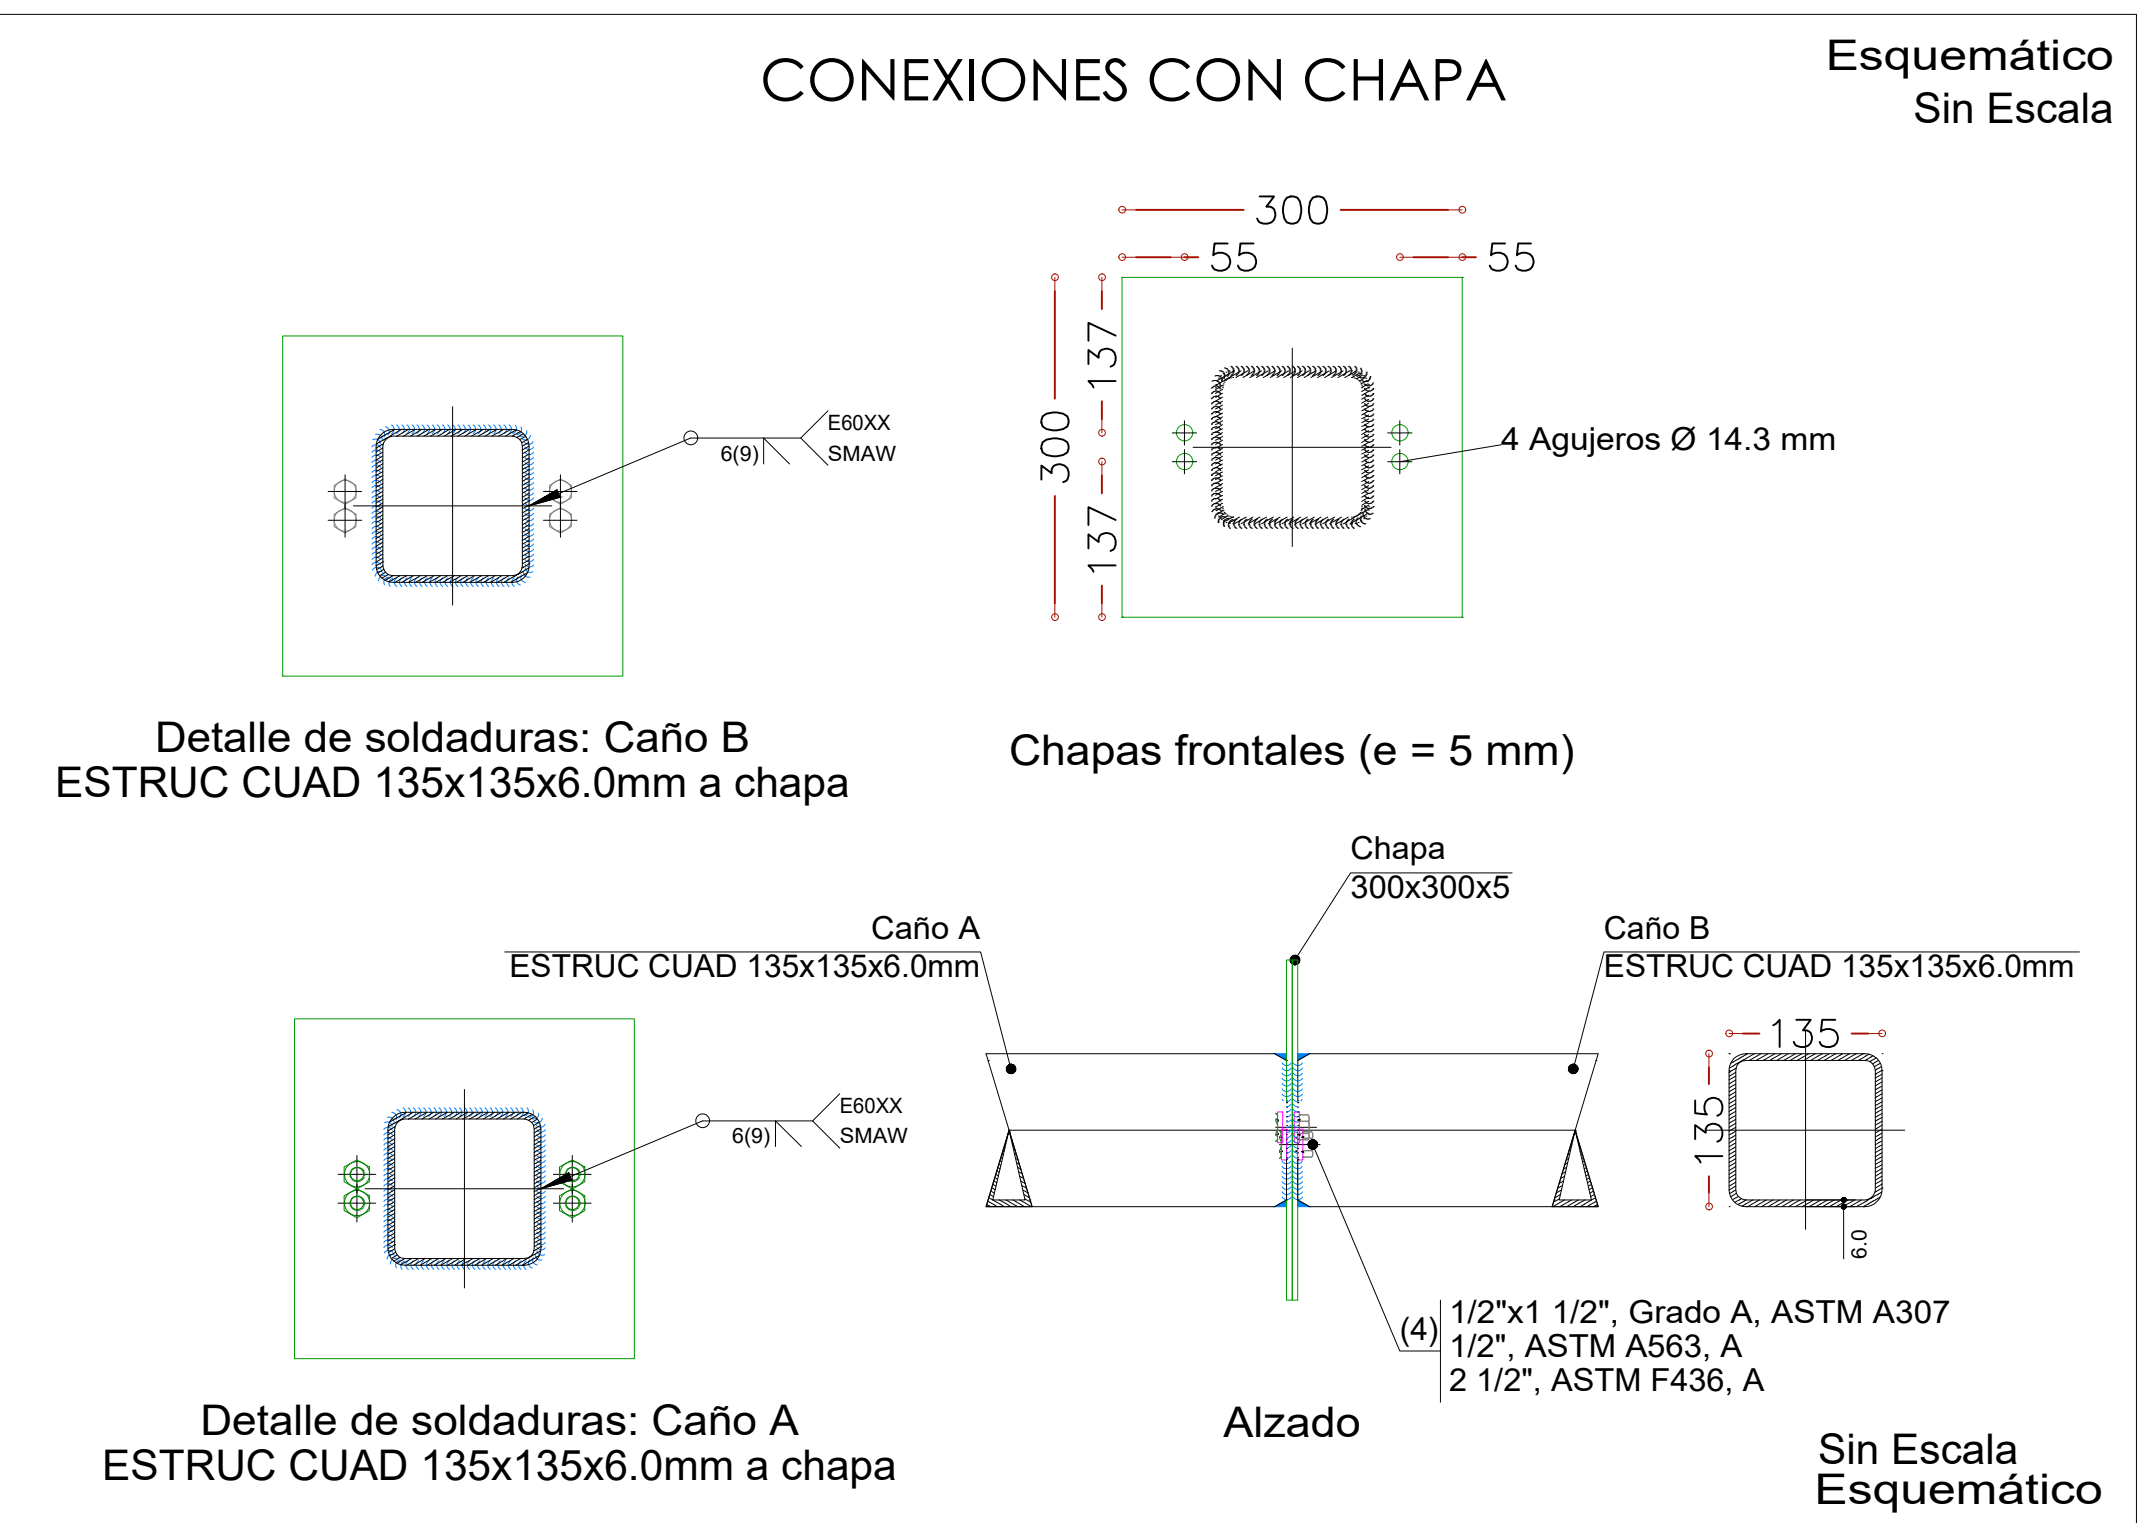 CONEXIONES CON CHAPA
Esquemático
Sin Escala
300
55
55
300
137
137
4 Agujeros Ø 14.3 mm
E60XX
6(9)
SMAW
Detalle de soldaduras: Caño B
ESTRUC CUAD 135x135x6.0mm a chapa
Chapas frontales (e = 5 mm)
Chapa
300x300x5
Caño A
ESTRUC CUAD 135x135x6.0mm
Caño B
ESTRUC CUAD 135x135x6.0mm
135
135
6.0
E60XX
6(9)
SMAW
(4)
1/2"x1 1/2", Grado A, ASTM A307
1/2", ASTM A563, A
2 1/2", ASTM F436, A
Detalle de soldaduras: Caño A
ESTRUC CUAD 135x135x6.0mm a chapa
Alzado
Sin Escala
Esquemático